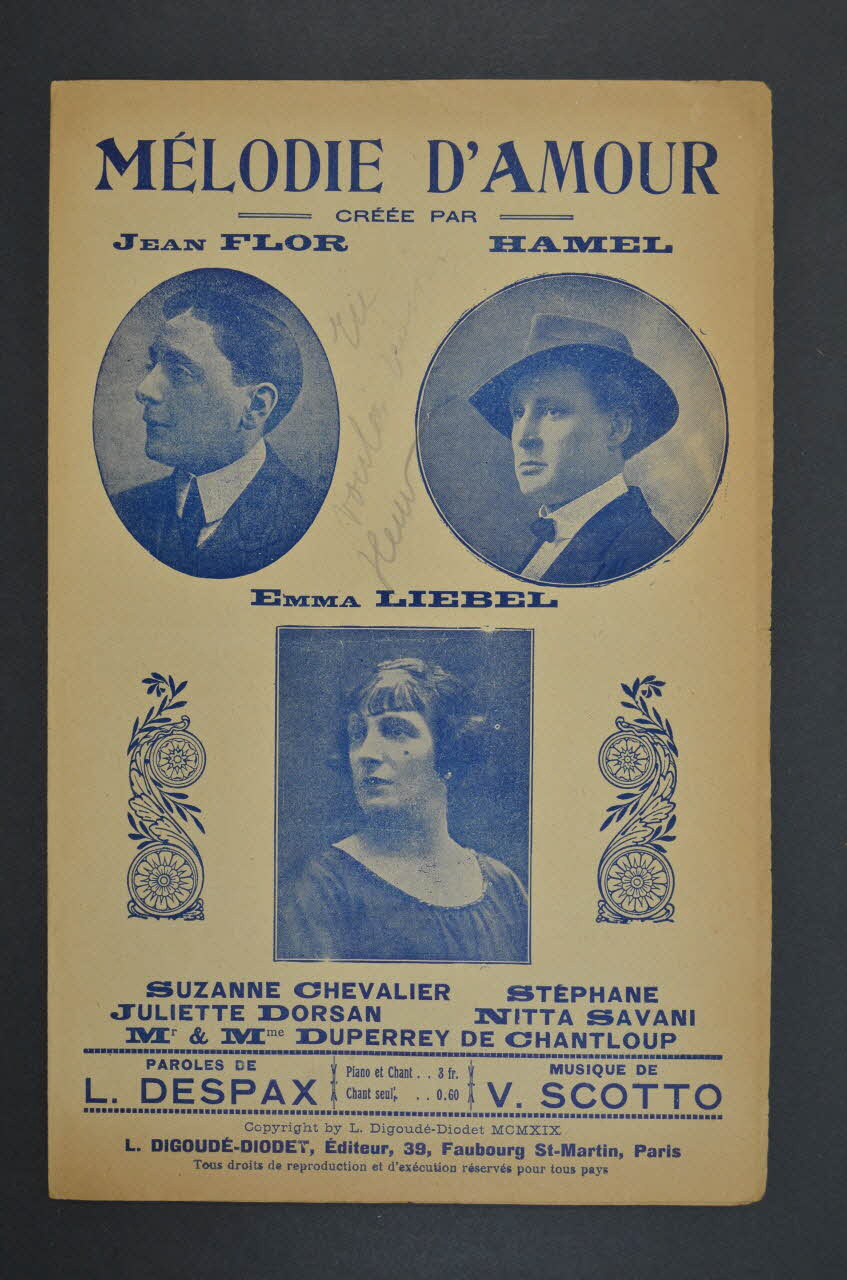 MÉLODIE D'AMOUR
CRÉÉE PAR
JEAN FLOR HAMEL
EMMA LIEBEL
SUZANNE CHEVALIER STÉPHANE
JULIETTE DORSAN NITTA SAVANI
Mr & Mme DUPERREY DE CHANTLOUP
PAROLES DE
L. DESPAX
Piano et Chant . . 3 fr.
Chant seul, . . 0.60
MUSIQUE DE
V. SCOTTO
Copyright by L. Digoudé-Diodet MCMXIX
L. DIGOUDÉ-DIODET, Éditeur, 39, Faubourg St-Martin, Paris
Tous droits de reproduction et d'exécution réservés pour tous pays